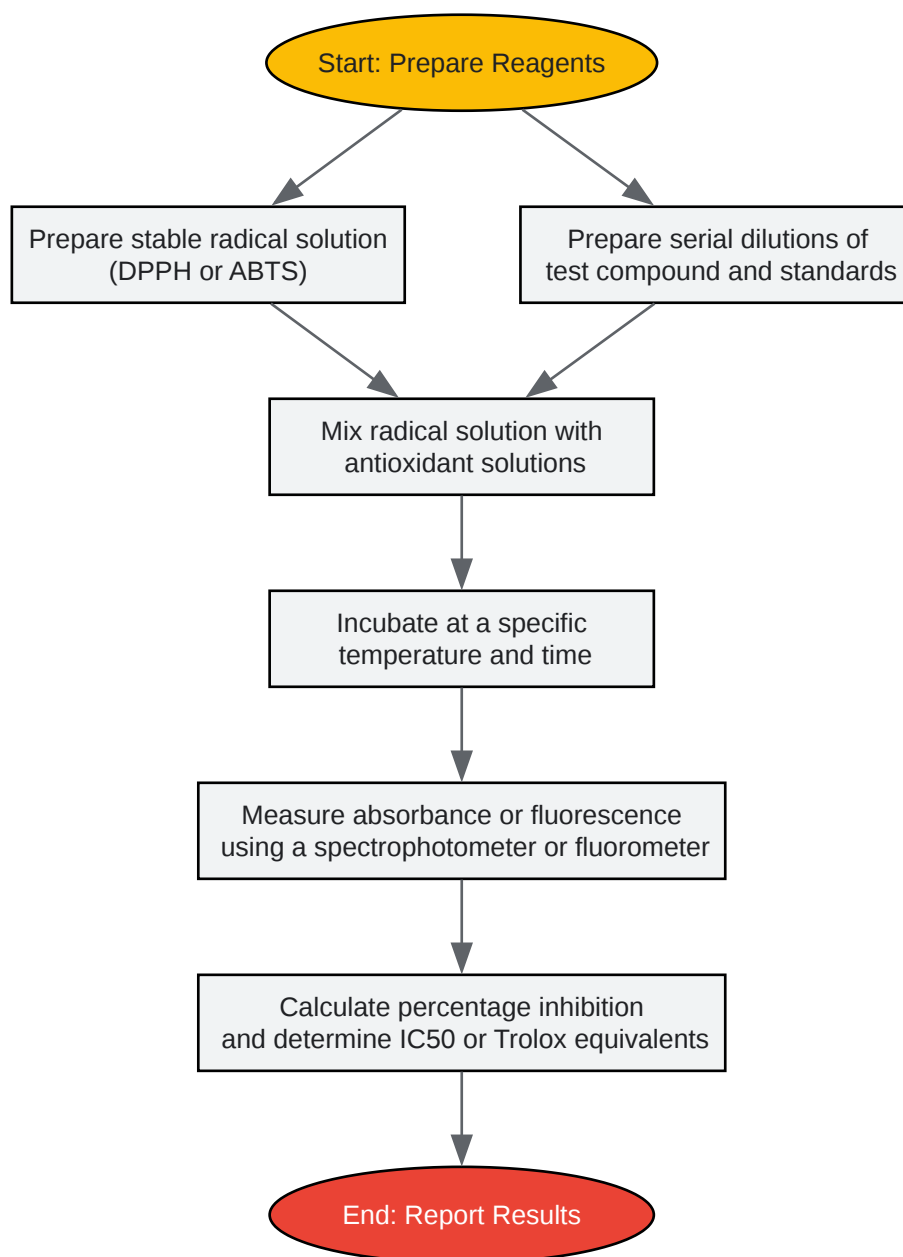 Start: Prepare Reagents
Prepare stable radical solution
(DPPH or ABTS)
Prepare serial dilutions of
test compound and standards
Mix radical solution with
antioxidant solutions
Incubate at a specific
temperature and time
Measure absorbance or fluorescence
using a spectrophotometer or fluorometer
Calculate percentage inhibition
and determine IC50 or Trolox equivalents
End: Report Results